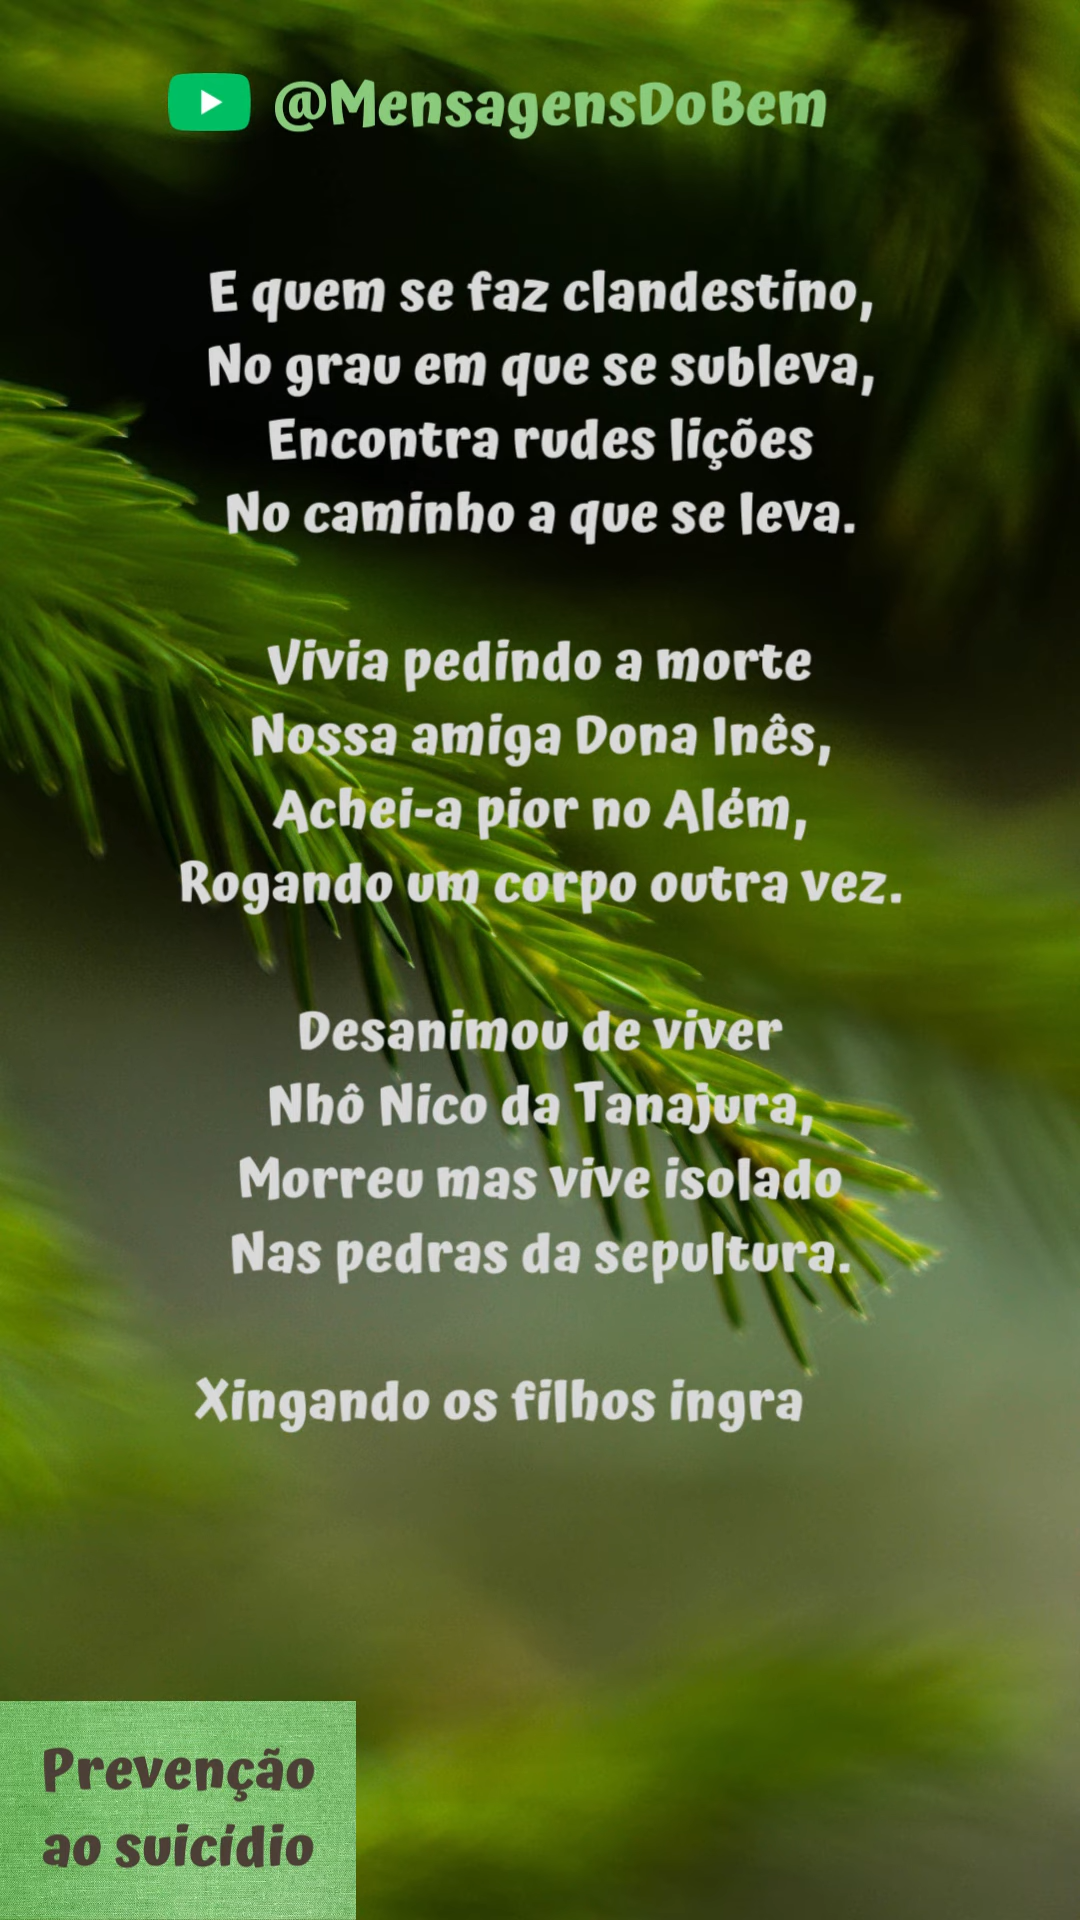 @MensagensDoBem
E quem se faz clandestino,
No grau em que se subleva,
Encontra rudes lições
No caminho a que se leva.
Vivia pedindo a morte
Nossa amiga Dona Inês,
Achei-a pior no Além,
Rogando um corpo outra vez.
Desanimou de viver
Nhô Nico da Tanajura,
Morreu mas vive isolado
Nas pedras da sepultura.
Xingando os filhos ingra
Prevenção
ao suicídio